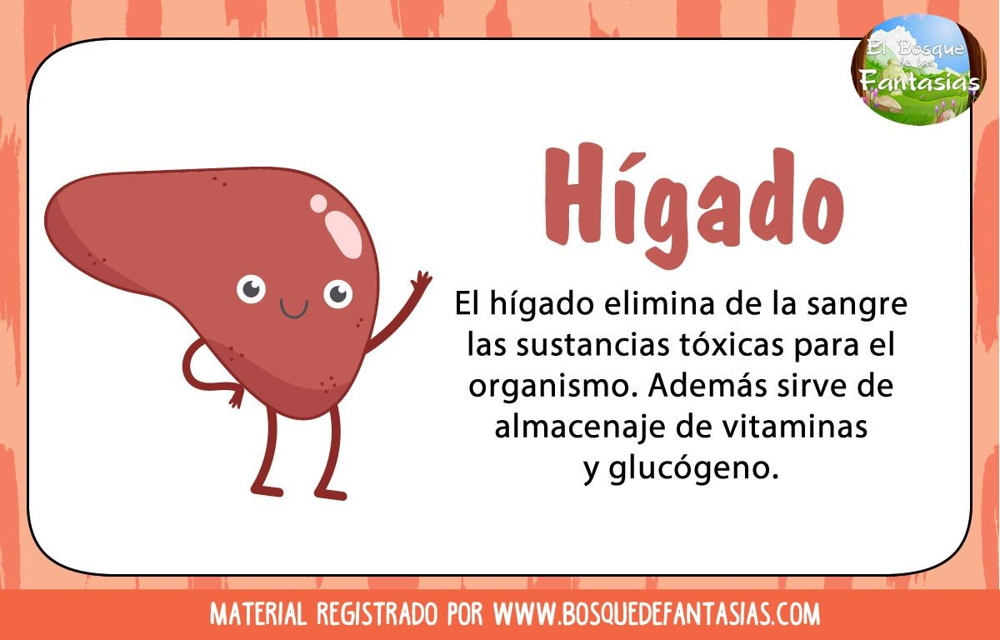 El Bosque
de las
Fantasías
Hígado
El hígado elimina de la sangre
las sustancias tóxicas para el
organismo. Además sirve de
almacenaje de vitaminas
y glucógeno.
MATERIAL REGISTRADO POR WWW.BOSQUEDEFANTASIAS.COM